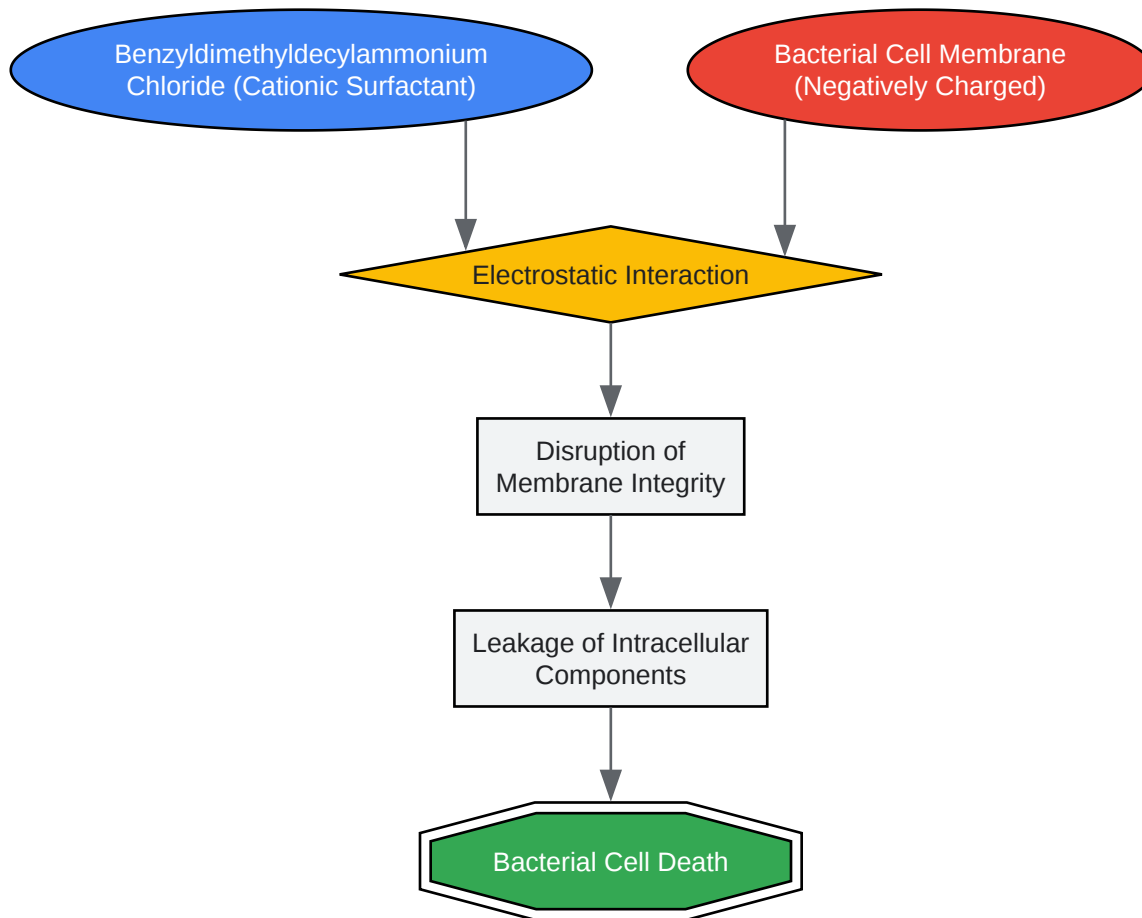 Benzyldimethyldecylammonium
Chloride (Cationic Surfactant)
Bacterial Cell Membrane
(Negatively Charged)
Electrostatic Interaction
Disruption of
Membrane Integrity
Leakage of Intracellular
Components
Bacterial Cell Death